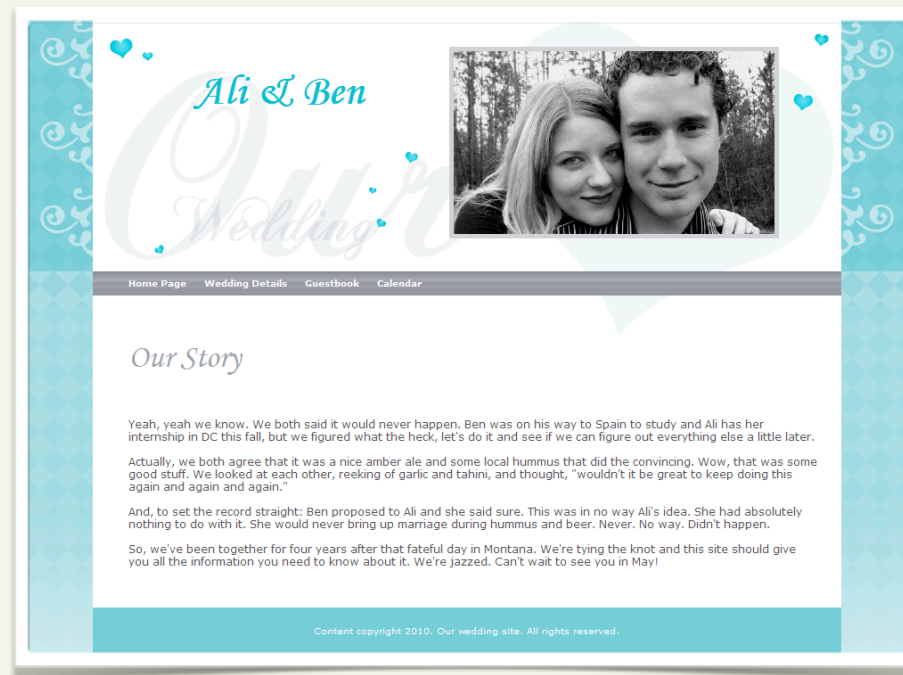 Ali & Ben
Our
Wedding
Home Page Wedding Details Guestbook Calendar
Our Story
Yeah, yeah we know. We both said it would never happen. Ben was on his way to Spain to study and Ali has her
internship in DC this fall, but we figured what the heck, let's do it and see if we can figure out everything else a little later.
Actually, we both agree that it was a nice amber ale and some local hummus that did the convincing. Wow, that was some
good stuff. We looked at each other, reeking of garlic and tahini, and thought, "wouldn't it be great to keep doing this
again and again and again."
And, to set the record straight: Ben proposed to Ali and she said sure. This was in no way Ali's idea. She had absolutely
nothing to do with it. She would never bring up marriage during hummus and beer. Never. No way. Didn't happen.
So, we've been together for four years after that fateful day in Montana. We're tying the knot and this site should give
you all the information you need to know about it. We're jazzed. Can't wait to see you in May!
Content copyright 2010. Our wedding site. All rights reserved.